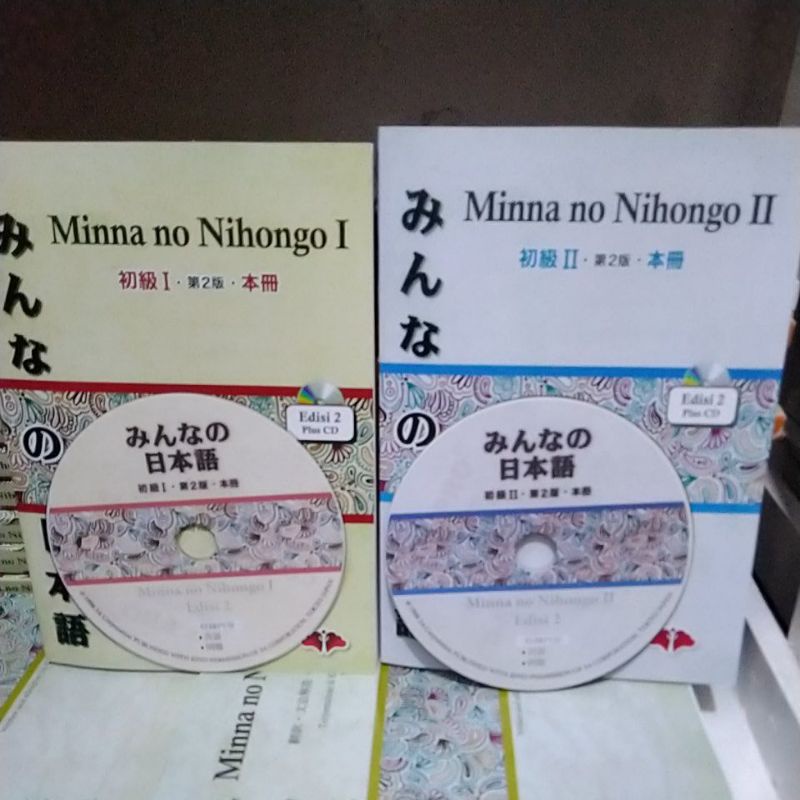 みんなの
Minna no Nihongo I
初級 I・第2版・本冊
Edisi 2
Plus CD
みんなの
日本語
初級 I・第2版・本冊
Minna no Nihongo I
Edisi 2
みんなの
Minna no Nihongo II
初級 II・第2版・本冊
Edisi 2
Plus CD
みんなの
日本語
初級 II・第2版・本冊
Minna no Nihongo II
Edisi 2
Minna no N